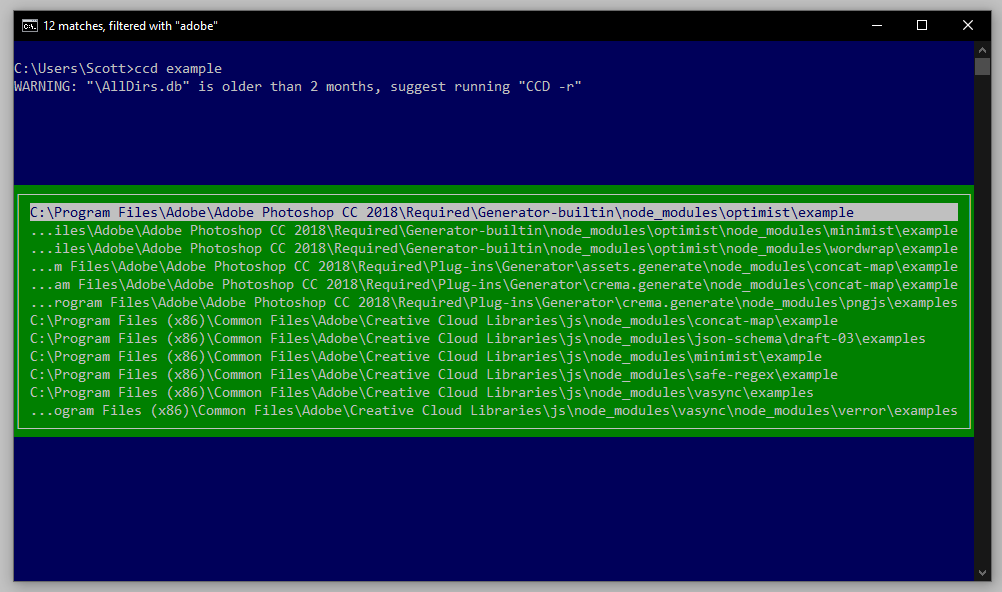 12 matches, filtered with "adobe"
C:\Users\Scott>ccd example
WARNING: "\AllDirs.db" is older than 2 months, suggest running "CCD -r"
C:\Program Files\Adobe\Adobe Photoshop CC 2018\Required\Generator-builtin\node_modules\optimist\example
...iles\Adobe\Adobe Photoshop CC 2018\Required\Generator-builtin\node_modules\optimist\node_modules\minimist\example
...iles\Adobe\Adobe Photoshop CC 2018\Required\Generator-builtin\node_modules\optimist\node_modules\wordwrap\example
...m Files\Adobe\Adobe Photoshop CC 2018\Required\Plug-ins\Generator\assets.generate\node_modules\concat-map\example
...am Files\Adobe\Adobe Photoshop CC 2018\Required\Plug-ins\Generator\crema.generate\node_modules\concat-map\example
...rogram Files\Adobe\Adobe Photoshop CC 2018\Required\Plug-ins\Generator\crema.generate\node_modules\pngjs\examples
C:\Program Files (x86)\Common Files\Adobe\Creative Cloud Libraries\js\node_modules\concat-map\example
C:\Program Files (x86)\Common Files\Adobe\Creative Cloud Libraries\js\node_modules\json-schema\draft-03\examples
C:\Program Files (x86)\Common Files\Adobe\Creative Cloud Libraries\js\node_modules\minimist\example
C:\Program Files (x86)\Common Files\Adobe\Creative Cloud Libraries\js\node_modules\safe-regex\example
C:\Program Files (x86)\Common Files\Adobe\Creative Cloud Libraries\js\node_modules\vasync\examples
...ogram Files (x86)\Common Files\Adobe\Creative Cloud Libraries\js\node_modules\vasync\node_modules\verror\examples